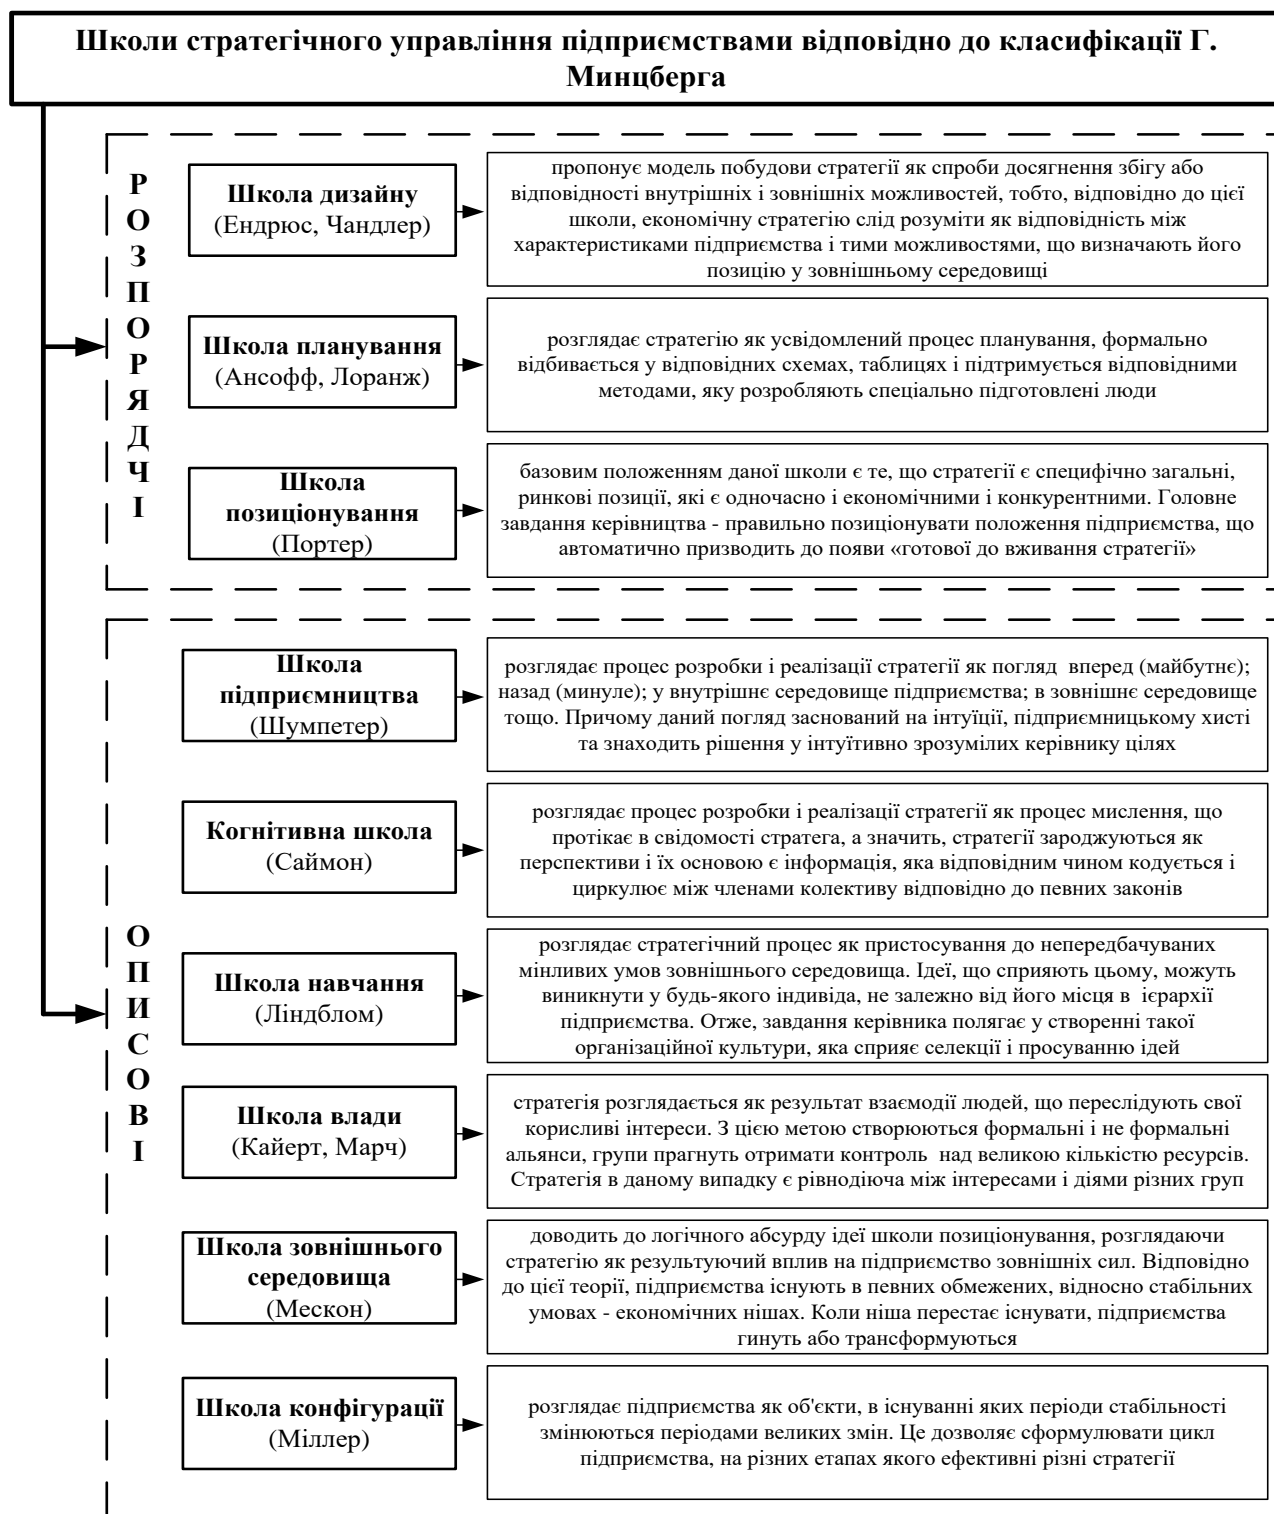 Школи стратегічного управління підприємствами відповідно до класифікації Г.
Минцберга
РОЗПОРЯДЧІ
Школа дизайну
(Ендрюс, Чандлер)
пропонує модель побудови стратегії як спроби досягнення збігу або
відповідності внутрішніх і зовнішніх можливостей, тобто, відповідно до цієї
школи, економічну стратегію слід розуміти як відповідність між
характеристиками підприємства і тими можливостями, що визначають його
позицію у зовнішньому середовищі
Школа планування
(Ансофф, Лоранж)
розглядає стратегію як усвідомлений процес планування, формально
відбивається у відповідних схемах, таблицях і підтримується відповідними
методами, яку розробляють спеціально підготовлені люди
Школа
позиціонування
(Портер)
базовим положенням даної школи є те, що стратегії є специфічно загальні,
ринкові позиції, які є одночасно і економічними і конкурентними. Головне
завдання керівництва - правильно позиціонувати положення підприємства, що
автоматично призводить до появи «готової до вживання стратегії»
ОПИСОВІ
Школа
підприємництва
(Шумпетер)
розглядає процес розробки і реалізації стратегії як погляд  вперед (майбутнє);
назад (минуле); у внутрішнє середовище підприємства; в зовнішнє середовище
тощо. Причому даний погляд заснований на інтуїції, підприємницькому хисті
та знаходить рішення у інтуїтивно зрозумілих керівнику цілях
Когнітивна школа
(Саймон)
розглядає процес розробки і реалізації стратегії як процес мислення, що
протікає в свідомості стратега, а значить, стратегії зароджуються як
перспективи і їх основою є інформація, яка відповідним чином кодується і
циркулює між членами колективу відповідно до певних законів
Школа навчання
(Ліндблом)
розглядає стратегічний процес як пристосування до непередбачуваних
мінливих умов зовнішнього середовища. Ідеї, що сприяють цьому, можуть
виникнути у будь-якого індивіда, не залежно від його місця в  ієрархії
підприємства. Отже, завдання керівника полягає у створенні такої
організаційної культури, яка сприяє селекції і просуванню ідей
Школа влади
(Кайерт, Марч)
стратегія розглядається як результат взаємодії людей, що переслідують свої
корисливі інтереси. З цією метою створюються формальні і не формальні
альянси, групи прагнуть отримати контроль  над великою кількістю ресурсів.
Стратегія в даному випадку є рівнодіюча між інтересами і діями різних груп
Школа зовнішнього
середовища
(Мескон)
доводить до логічного абсурду ідеї школи позиціонування, розглядаючи
стратегію як результуючий вплив на підприємство зовнішніх сил. Відповідно
до цієї теорії, підприємства існують в певних обмежених, відносно стабільних
умовах - економічних нішах. Коли ніша перестає існувати, підприємства
гинуть або трансформуються
Школа конфігурації
(Міллер)
розглядає підприємства як об'єкти, в існуванні яких періоди стабільності
змінюються періодами великих змін. Це дозволяє сформулювати цикл
підприємства, на різних етапах якого ефективні різні стратегії